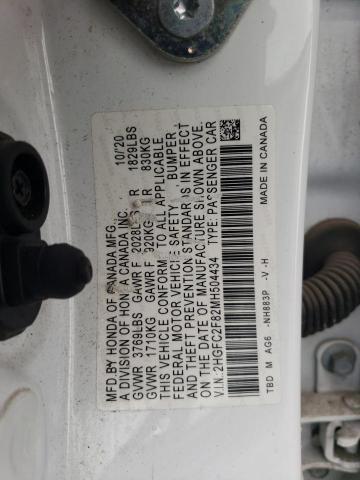 MFD BY HONDA OF CANADA MFG. 10/20
A DIVISION OF HONDA CANADA INC.
GVWR 3769LBS GAWR F 2028LBS R 1829LBS
GVWR 1710KG GAWR F 920KG R 830KG
THIS VEHICLE CONFORMS TO ALL APPLICABLE
FEDERAL MOTOR VEHICLE SAFETY BUMPER
AND THEFT PREVENTION STANDARDS IN EFFECT
ON THE DATE OF MANUFACTURE SHOWN ABOVE.
V.I.N.:2HGFC2F82MH504434 TYPE: PASSENGER CAR
MADE IN CANADA
TBD M AG6 -NH883P -V-H